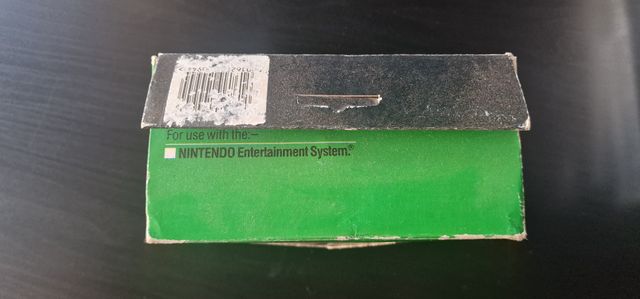 For use with the:–
NINTENDO Entertainment System.®